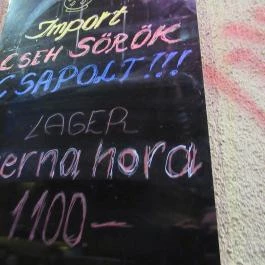 Import
CSEH SÖRÖK
CSAPOLT!!!
LAGER
erna hora
1100.-